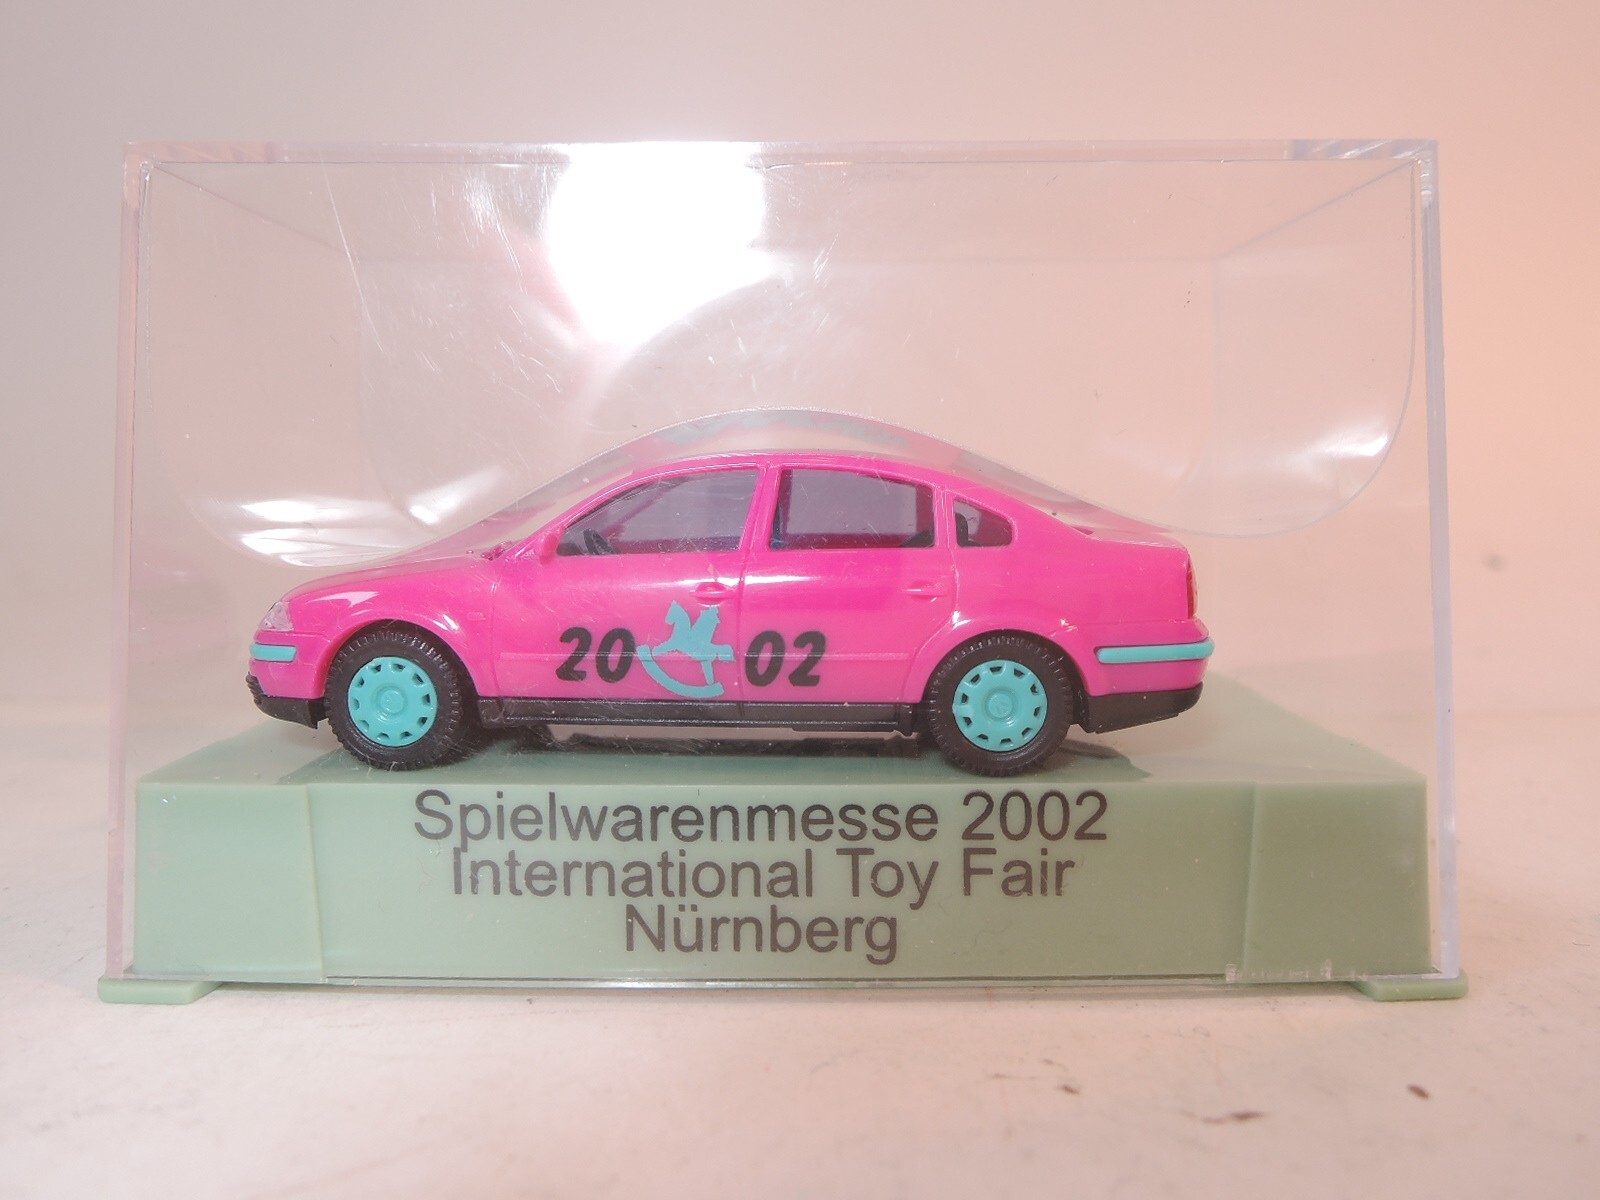 20 02
Spielwarenmesse 2002
International Toy Fair
Nürnberg